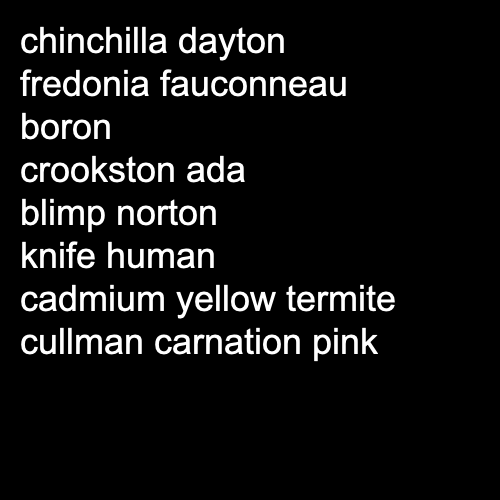 chinchilla dayton
fredonia fauconneau
boron
crookston ada
blimp norton
knife human
cadmium yellow termite
cullman carnation pink